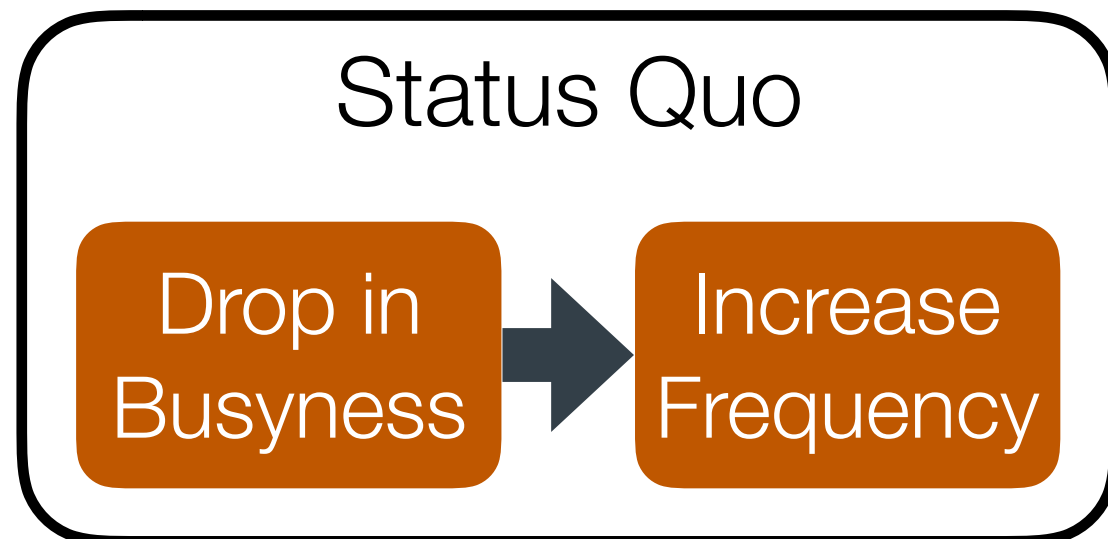 Status Quo
Drop in
Busyness
Increase
Frequency